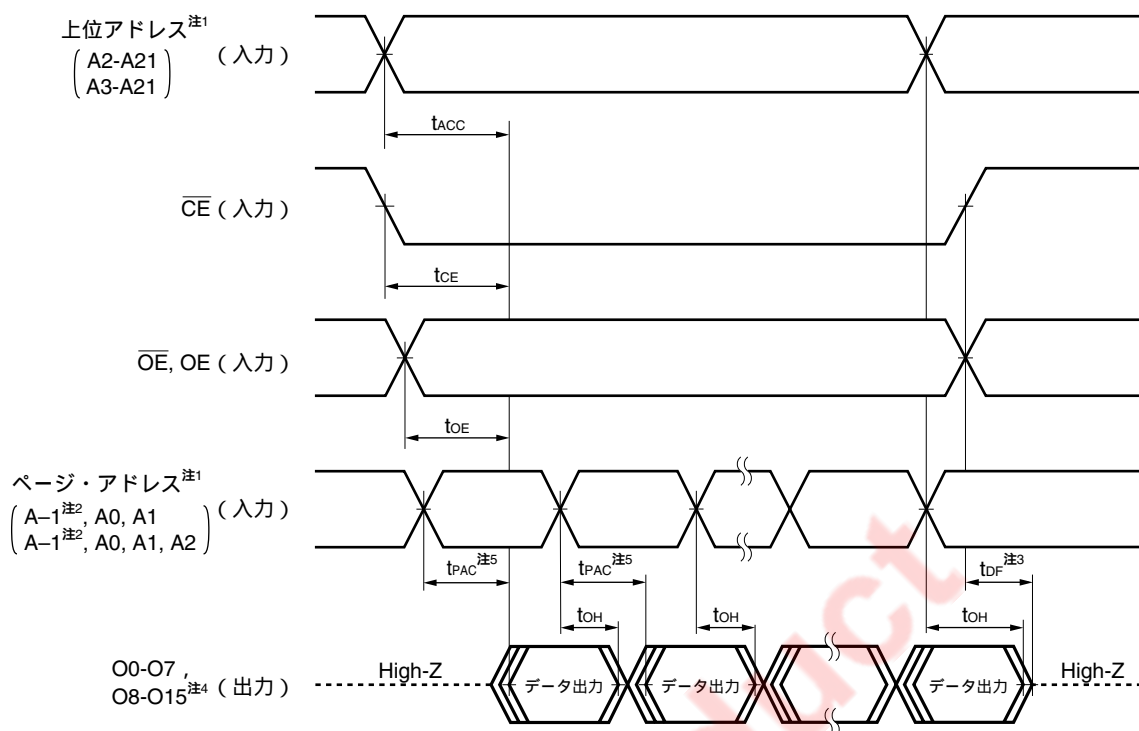 上位アドレス注1
( A2-A21
A3-A21 ) (入力)
tACC
CE (入力)
tCE
OE, OE (入力)
tOE
ページ・アドレス注1
( A–1注2, A0, A1
A–1注2, A0, A1, A2 ) (入力)
tPAC注5 tPAC注5 tDF注3
tOH tOH tOH
O0-O7 ,
O8-O15注4 (出力)
High-Z データ出力 データ出力 データ出力 High-Z
duct